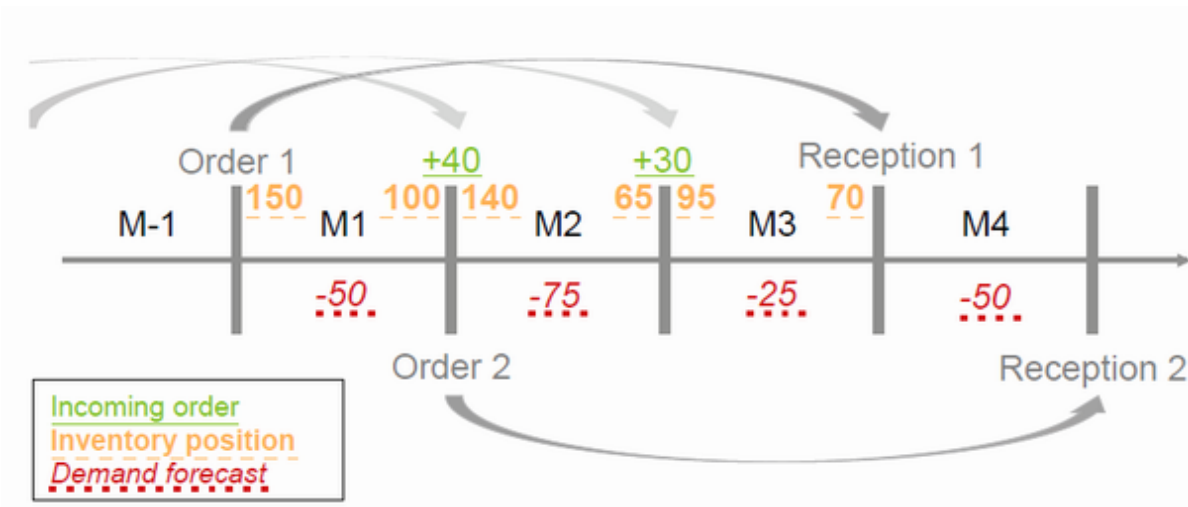 Order 1 +40 +30 Reception 1
150 100 140 65 95 70
M-1 M1 M2 M3 M4
-50 -75 -25 -50
Order 2 Reception 2
Incoming order
Inventory position
Demand forecast